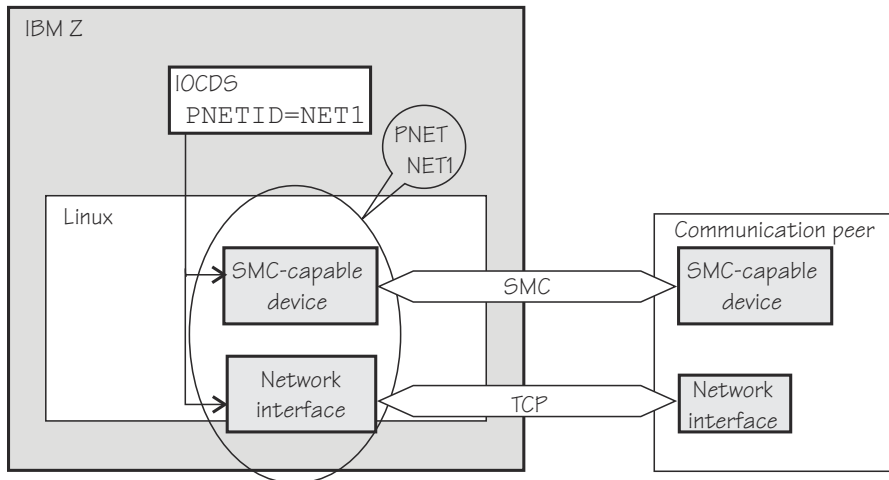 IBM Z
IOCDS
PNETID=NET1
PNET
NET1
Linux
Communication peer
SMC-capable
device
SMC
SMC-capable
device
Network
interface
TCP
Network
interface